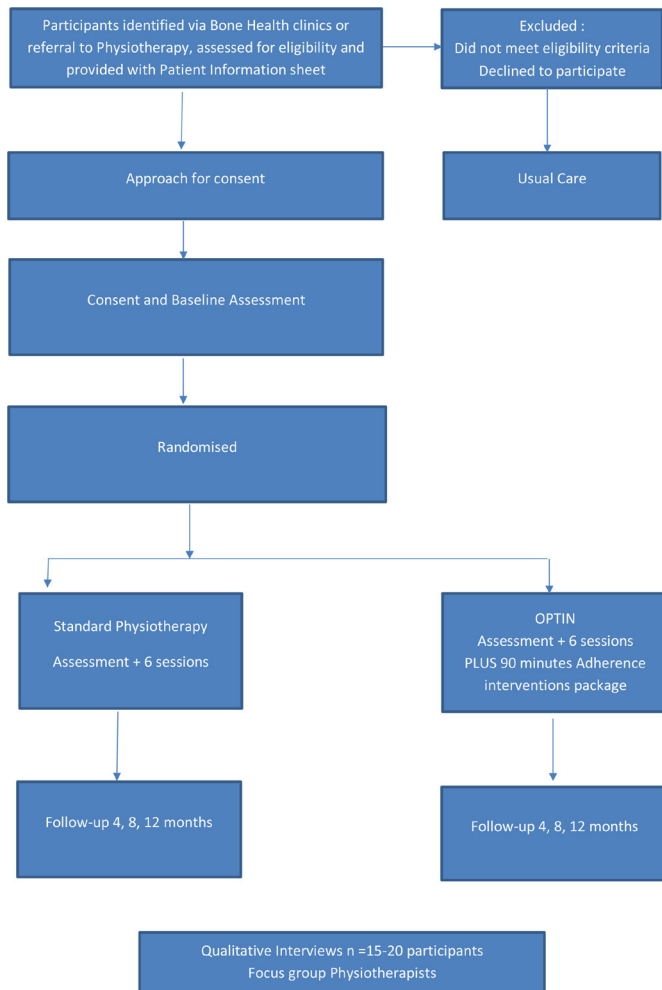 Participants identified via Bone Health clinics or
referral to Physiotherapy, assessed for eligibility and
provided with Patient Information sheet
Excluded :
Did not meet eligibility criteria
Declined to participate
Approach for consent
Usual Care
Consent and Baseline Assessment
Randomised
Standard Physiotherapy
Assessment + 6 sessions
OPTIN
Assessment + 6 sessions
PLUS 90 minutes Adherence
interventions package
Follow-up 4, 8, 12 months
Follow-up 4, 8, 12 months
Qualitative Interviews n =15-20 participants
Focus group Physiotherapists